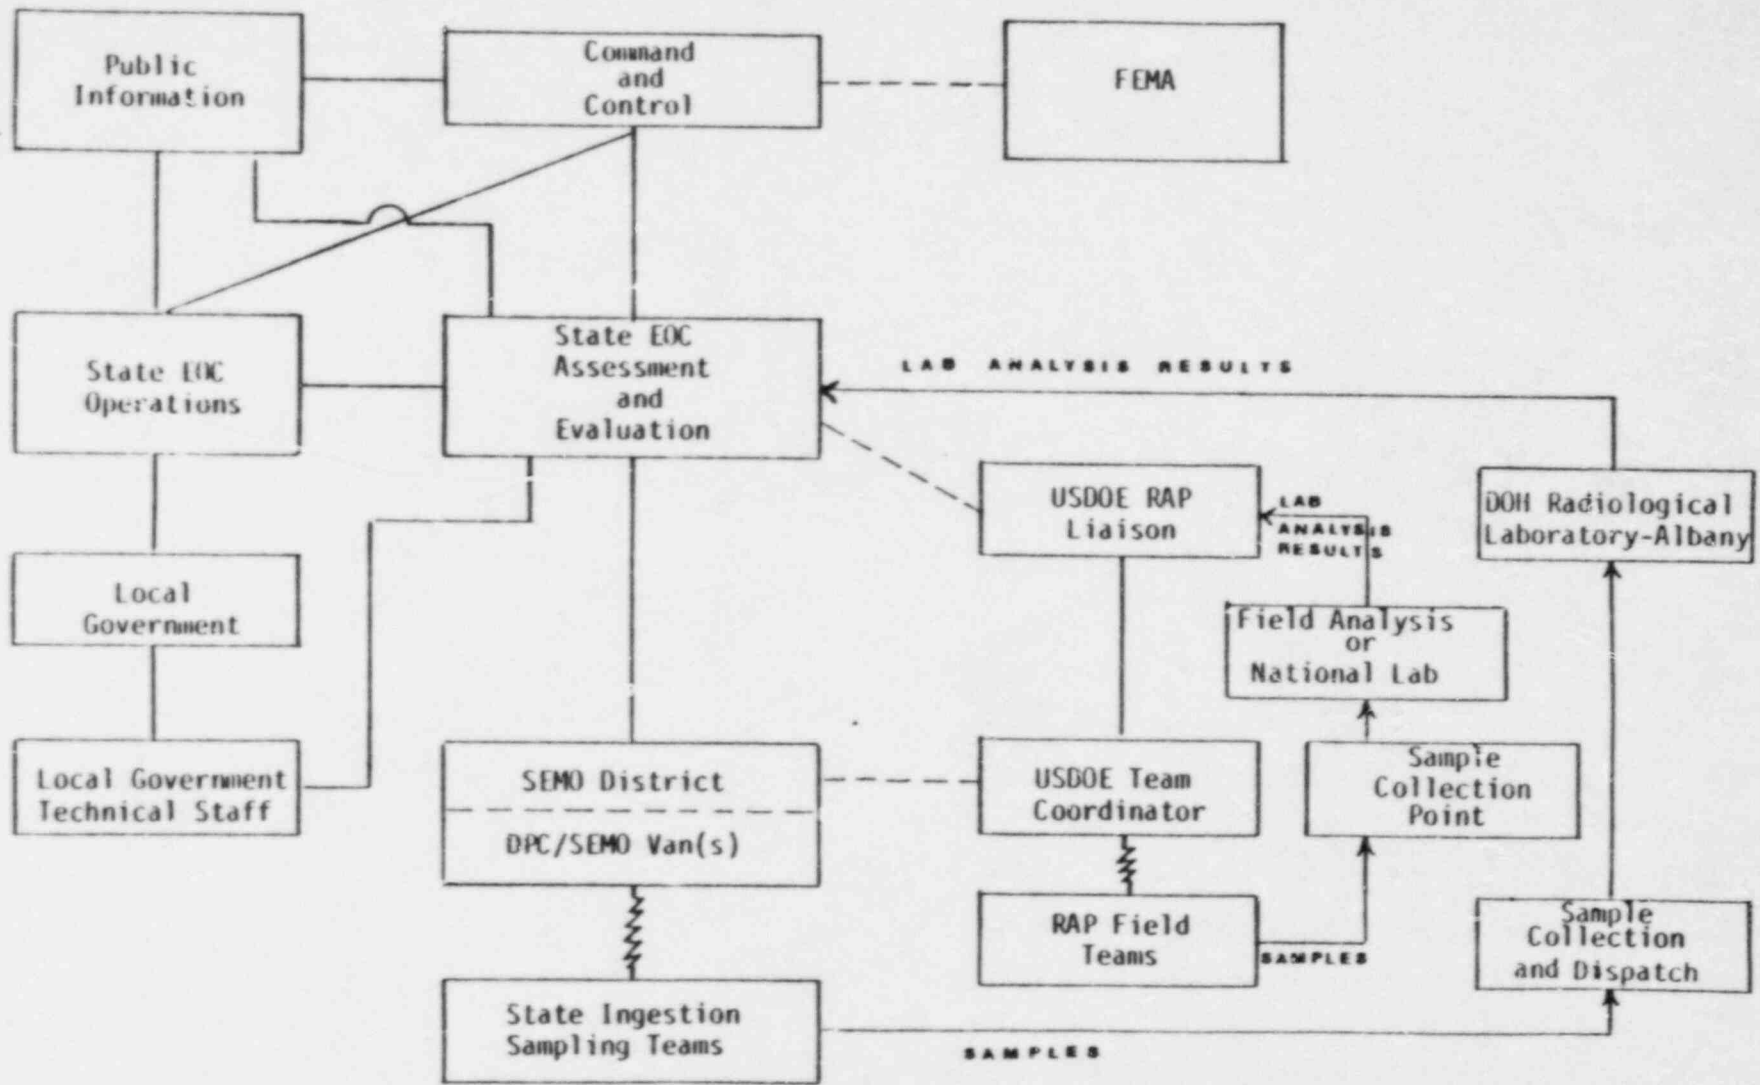 Public
Information
Command
and
Control
FEMA
State EOC
Operations
State EOC
Assessment
and
Evaluation
LAB ANALYSIS RESULTS
USDOE RAP
Liaison
LAB
ANALYSIS
RESULTS
DOH Radiological
Laboratory-Albany
Local
Government
Field Analysis
or
National Lab
Local Government
Technical Staff
SEMO District
DPC/SEMO Van(s)
USDOE Team
Coordinator
Sample
Collection
Point
RAP Field
Teams
SAMPLES
Sample
Collection
and Dispatch
State Ingestion
Sampling Teams
SAMPLES